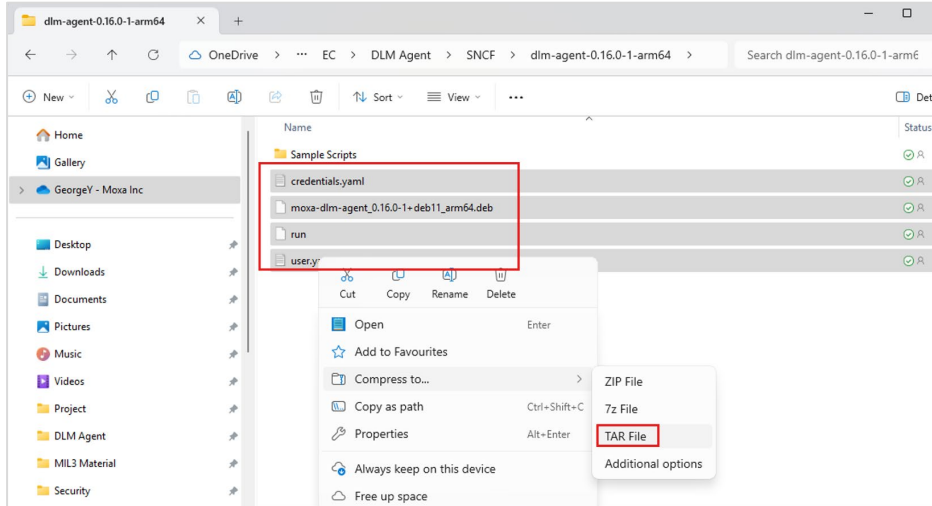 dlm-agent-0.16.0-1-arm64
OneDrive > ... EC > DLM Agent > SNCF > dlm-agent-0.16.0-1-arm64 >
Search dlm-agent-0.16.0-1-arm6
New
Sort
View
Det
Home
Gallery
GeorgeY - Moxa Inc
Desktop
Downloads
Documents
Pictures
Music
Videos
Project
DLM Agent
MIL3 Material
Security
Name
Status
Sample Scripts
credentials.yaml
moxa-dlm-agent_0.16.0-1+deb11_arm64.deb
run
user.y
Cut Copy Rename Delete
Open Enter
Add to Favourites
Compress to...
Copy as path Ctrl+Shift+C
Properties Alt+Enter
Always keep on this device
Free up space
ZIP File
7z File
TAR File
Additional options